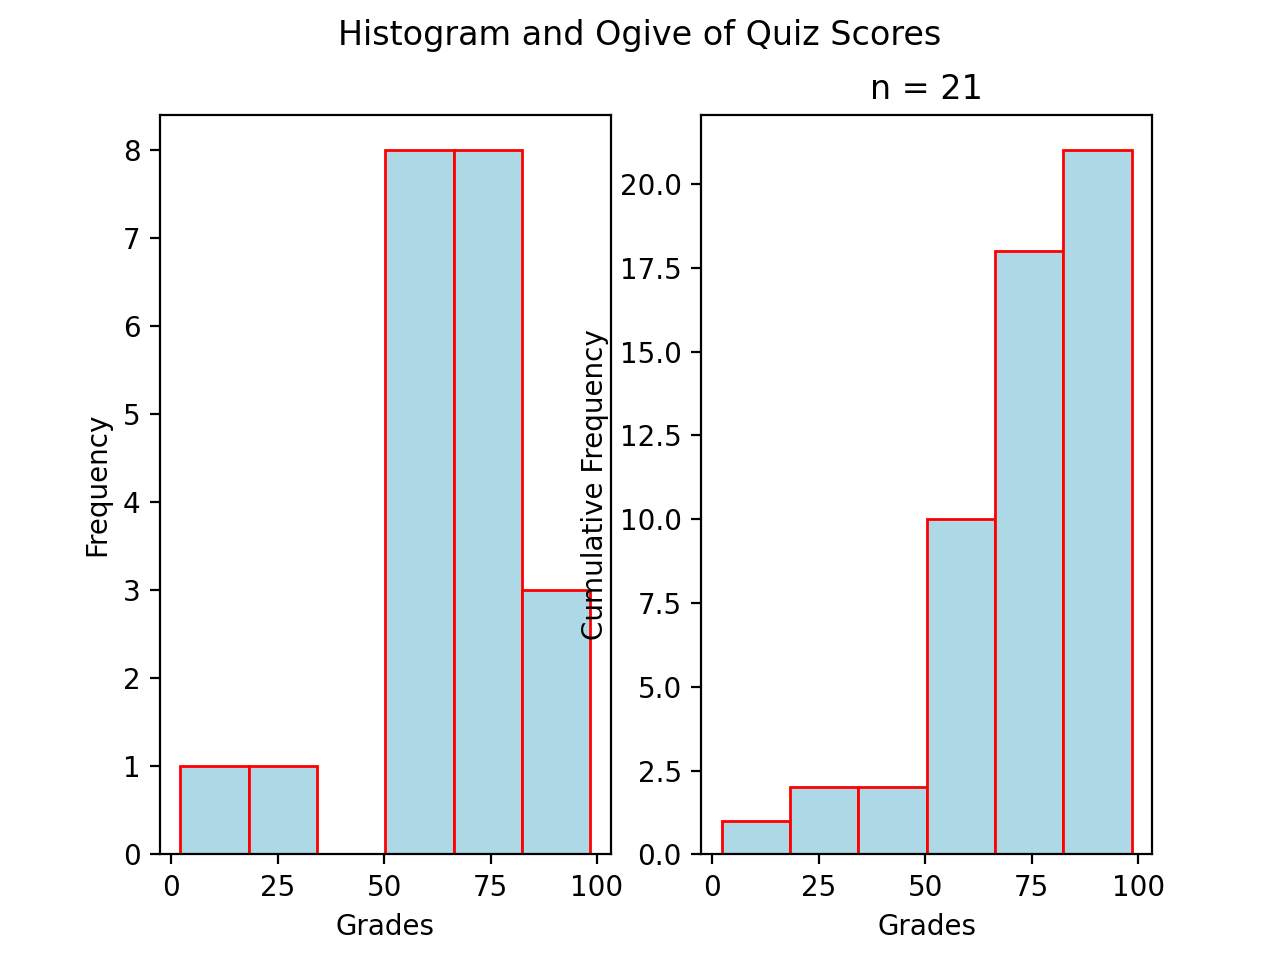 Histogram and Ogive of Quiz Scores
n = 21
Frequency
8
7
6
5
4
3
2
1
0
0 25 50 75 100
Grades
Cumulative Frequency
20.0
17.5
15.0
12.5
10.0
7.5
5.0
2.5
0.0
0 25 50 75 100
Grades